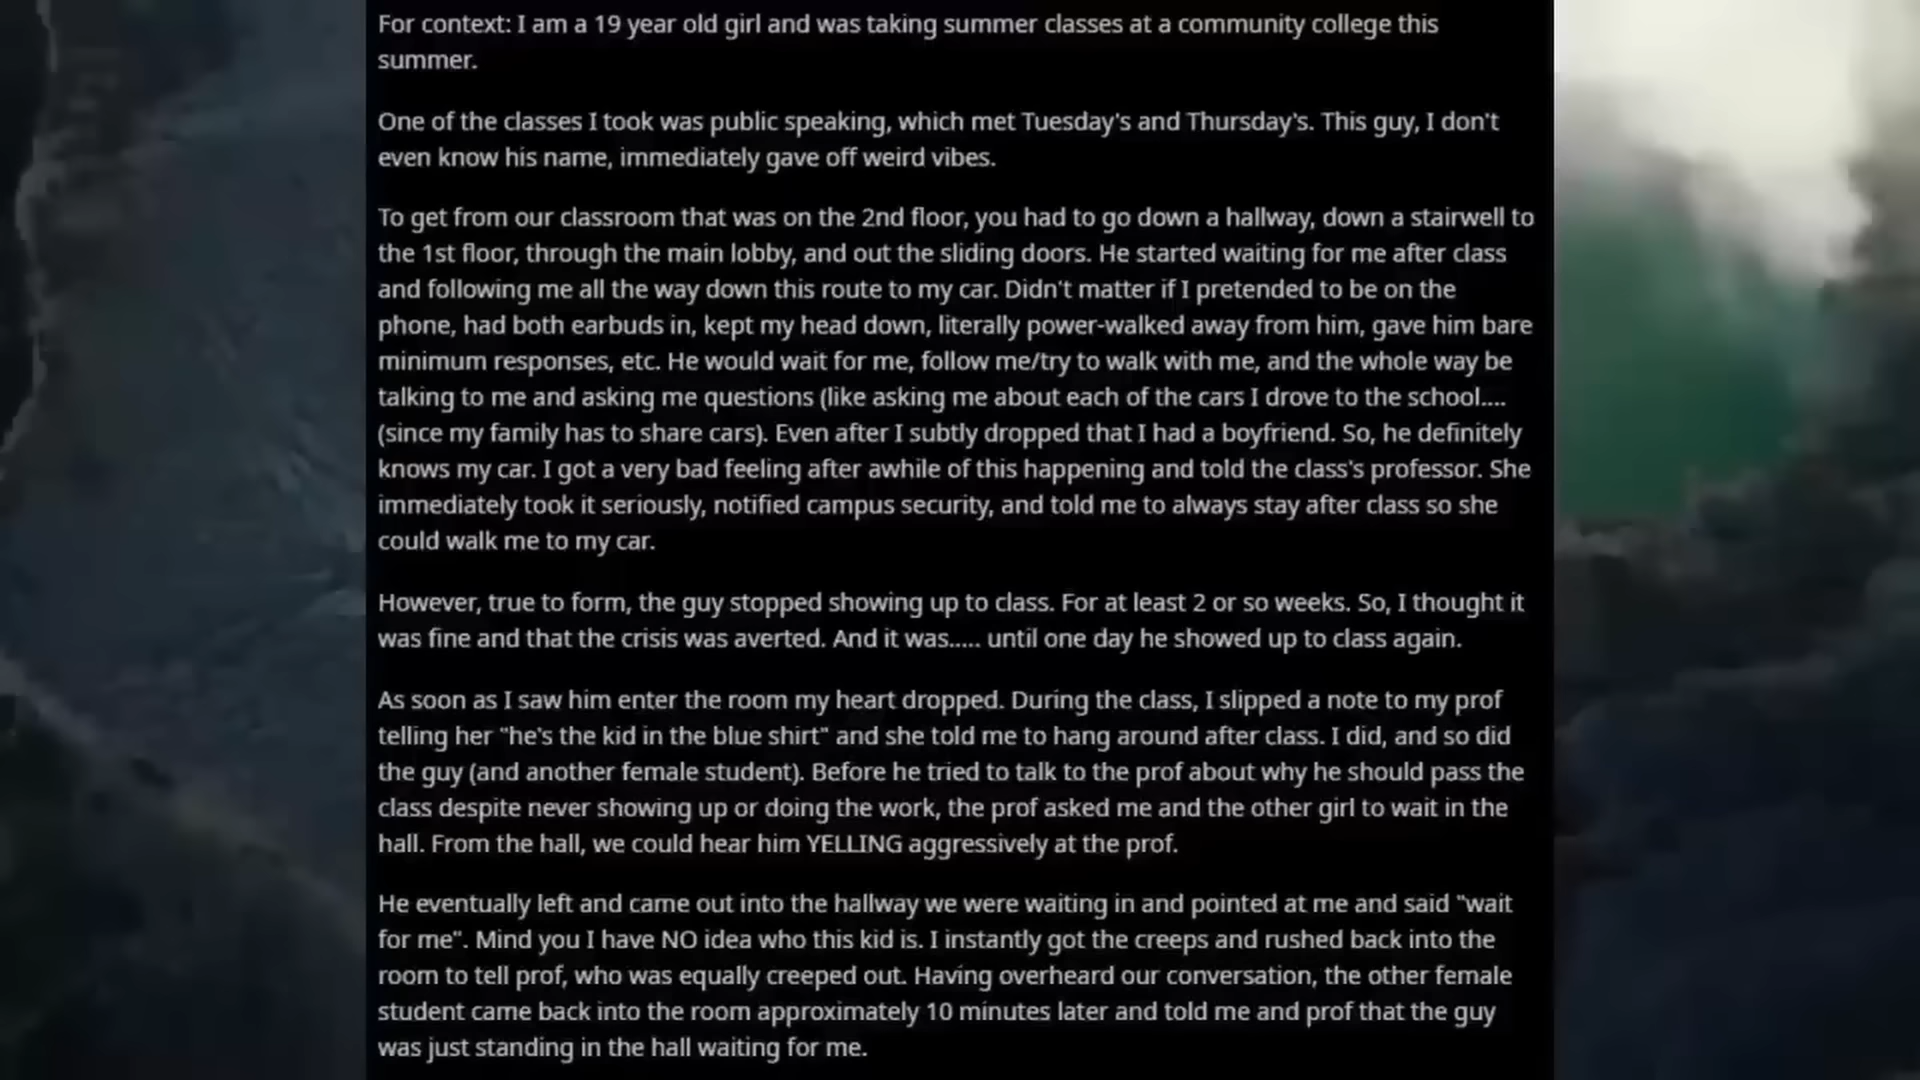 For context: I am a 19 year old girl and was taking summer classes at a community college this
summer.
One of the classes I took was public speaking, which met Tuesday's and Thursday's. This guy, I don't
even know his name, immediately gave off weird vibes.
To get from our classroom that was on the 2nd floor, you had to go down a hallway, down a stairwell to
the 1st floor, through the main lobby, and out the sliding doors. He started waiting for me after class
and following me all the way down this route to my car. Didn't matter if I pretended to be on the
phone, had both earbuds in, kept my head down, literally power-walked away from him, gave him bare
minimum responses, etc. He would wait for me, follow me/try to walk with me, and the whole way be
talking to me and asking me questions (like asking me about each of the cars I drove to the school....
(since my family has to share cars). Even after I subtly dropped that I had a boyfriend. So, he definitely
knows my car. I got a very bad feeling after awhile of this happening and told the class's professor. She
immediately took it seriously, notified campus security, and told me to always stay after class so she
could walk me to my car.
However, true to form, the guy stopped showing up to class. For at least 2 or so weeks. So, I thought it
was fine and that the crisis was averted. And it was..... until one day he showed up to class again.
As soon as I saw him enter the room my heart dropped. During the class, I slipped a note to my prof
telling her "he's the kid in the blue shirt" and she told me to hang around after class. I did, and so did
the guy (and another female student). Before he tried to talk to the prof about why he should pass the
class despite never showing up or doing the work, the prof asked me and the other girl to wait in the
hall. From the hall, we could hear him YELLING aggressively at the prof.
He eventually left and came out into the hallway we were waiting in and pointed at me and said "wait
for me". Mind you I have NO idea who this kid is. I instantly got the creeps and rushed back into the
room to tell prof, who was equally creeped out. Having overheard our conversation, the other female
student came back into the room approximately 10 minutes later and told me and prof that the guy
was just standing in the hall waiting for me.